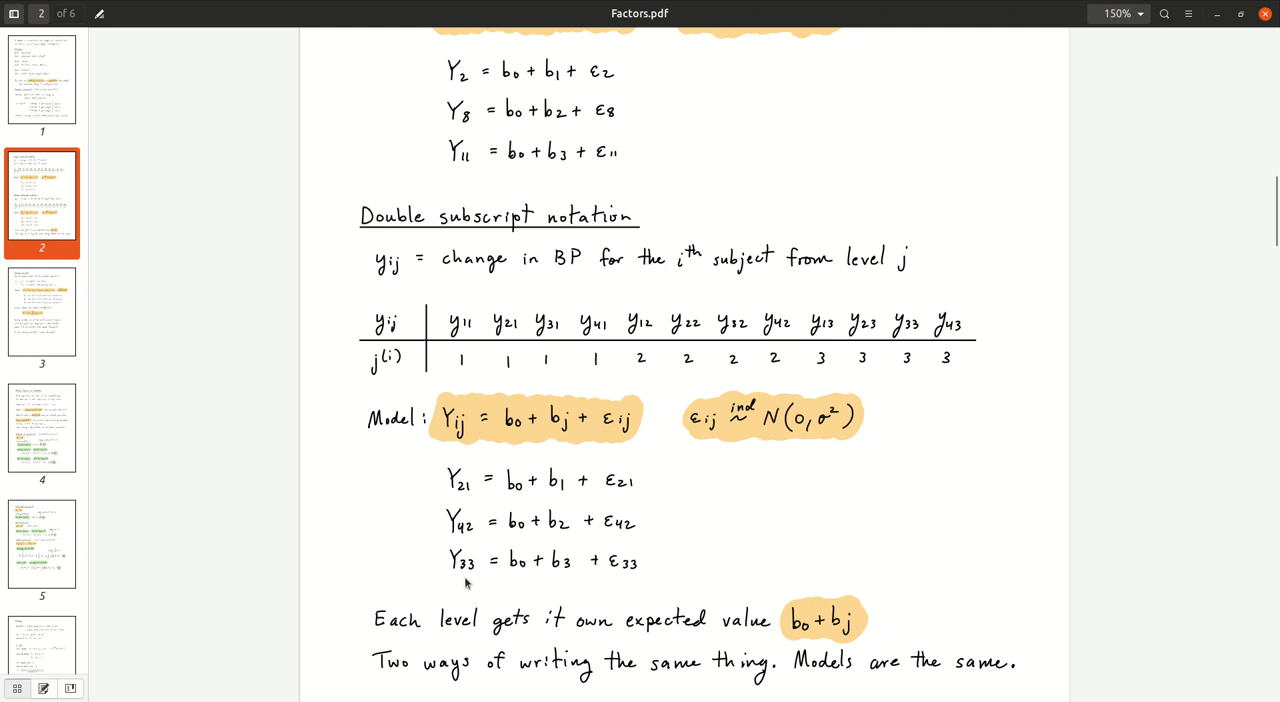 2 of 6
Factors.pdf
150%
1
2
3
4
5
Y₂ = b₀ + b₁ + ε₂
Y₈ = b₀ + b₂ + ε₈
Y₁₁ = b₀ + b₃ + ε₁₁
Double subscript notation
yᵢⱼ = change in BP for the iᵗʰ subject from level j
yᵢⱼ y₁₁ y₂₁ y₃₁ y₄₁ y₁₂ y₂₂ y₃₂ y₄₂ y₁₃ y₂₃ y₃₃ y₄₃
j(i) 1 1 1 1 2 2 2 2 3 3 3 3
Model: Yᵢⱼ = b₀ + bⱼ + εᵢⱼ εᵢⱼ ind ~ N(0, σ²)
Y₂₁ = b₀ + b₁ + ε₂₁
Y₄₂ = b₀ + b₂ + ε₄₂
Y₃₃ = b₀ + b₃ + ε₃₃
Each level gets it own expected value b₀ + bⱼ
Two ways of writing the same thing. Models are the same.